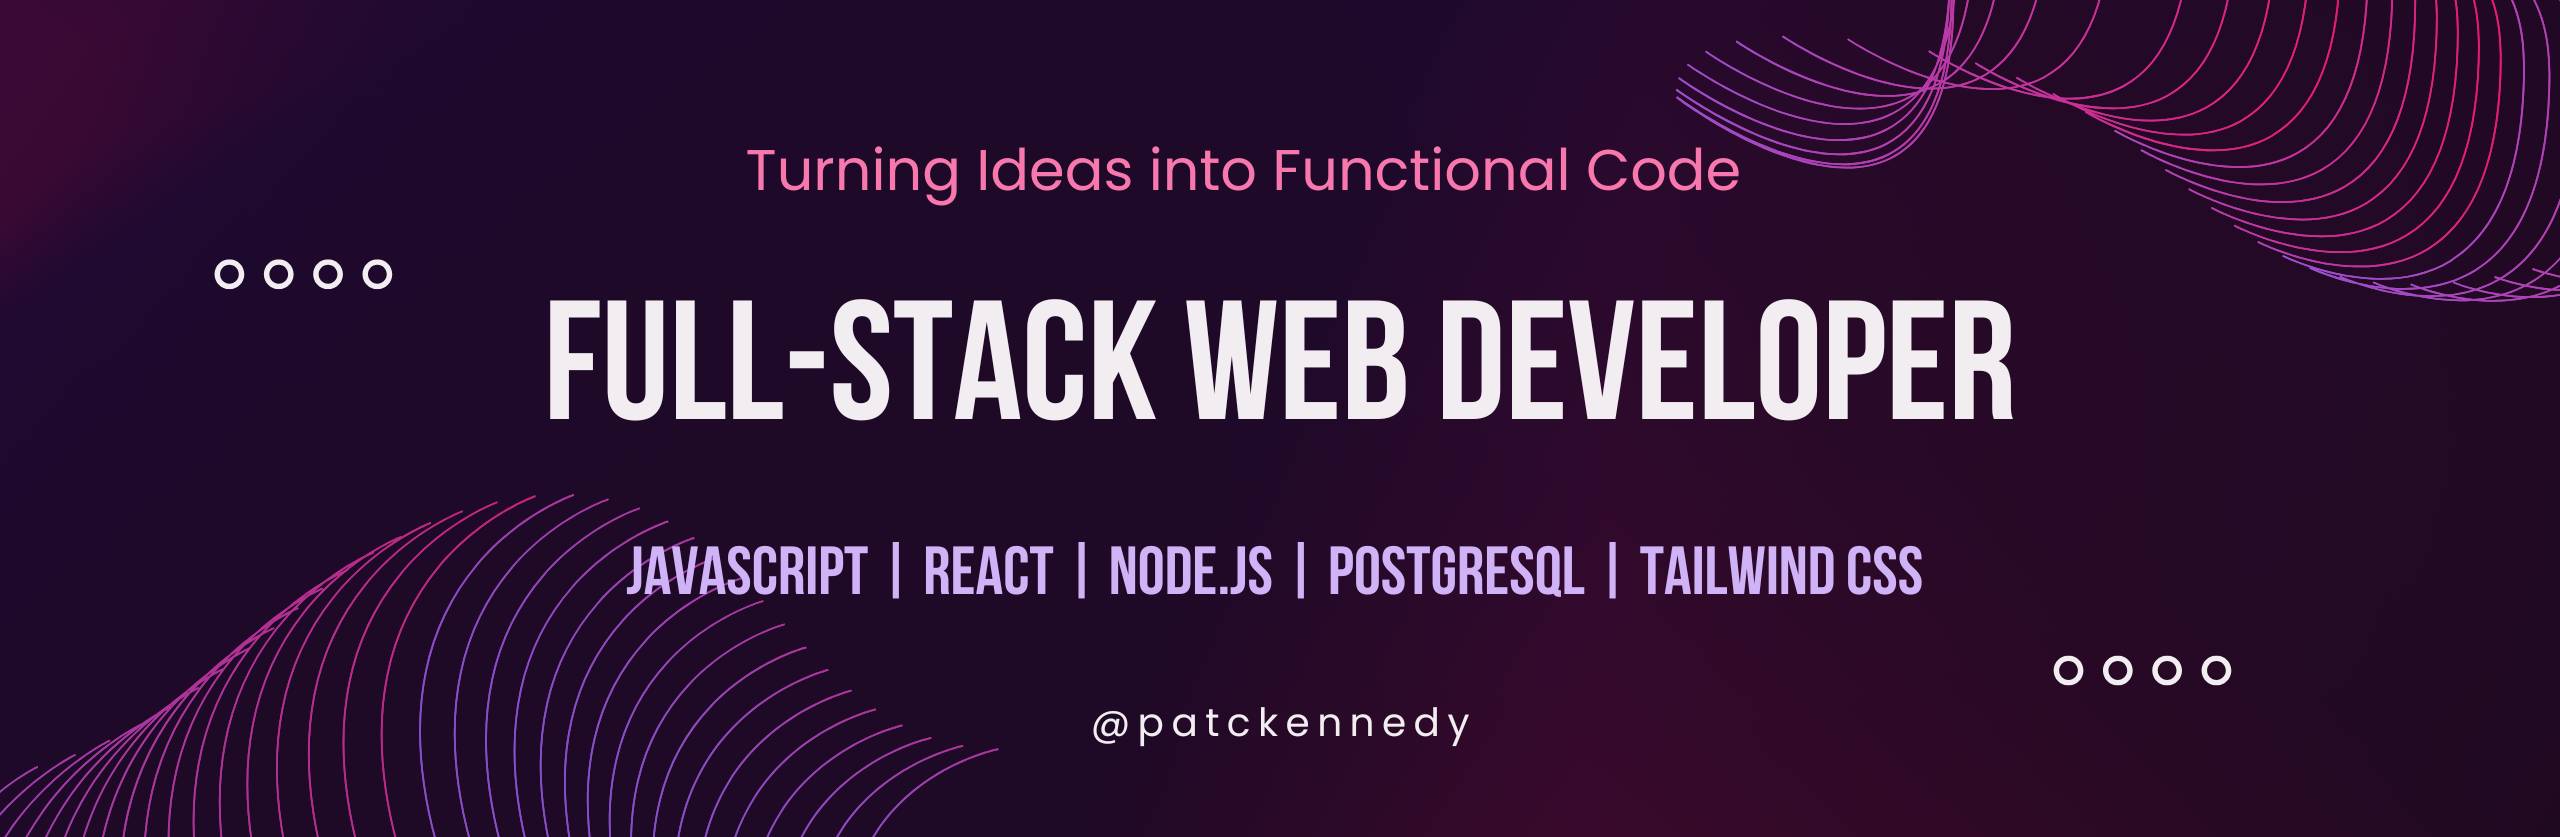 Turning Ideas into Functional Code
FULL-STACK WEB DEVELOPER
JAVASCRIPT | REACT | NODE.JS | POSTGRESQL | TAILWIND CSS
@patckennedy